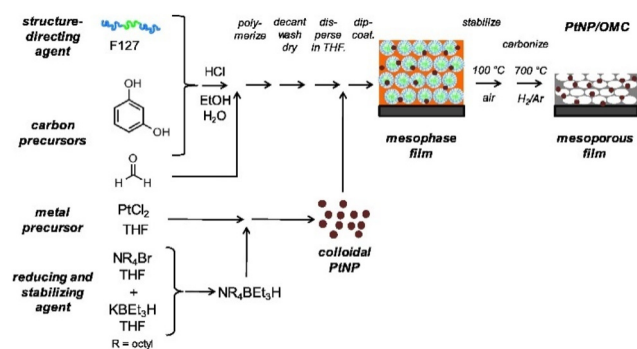 structure-
directing
agent
F127
OH
OH
carbon
precursors
O
H
H
HCl
EtOH
H2O
poly-
merize
decant
wash
dry
dis-
perse
in THF.
dip-
coat.
stabilize
100 °C
air
carbonize
700 °C
H2/Ar
PtNP/OMC
mesophase
film
mesoporous
film
metal
precursor
PtCl2
THF
colloidal
PtNP
reducing and
stabilizing
agent
NR4Br
THF
+
KBEt3H
THF
R = octyl
NR4BEt3H